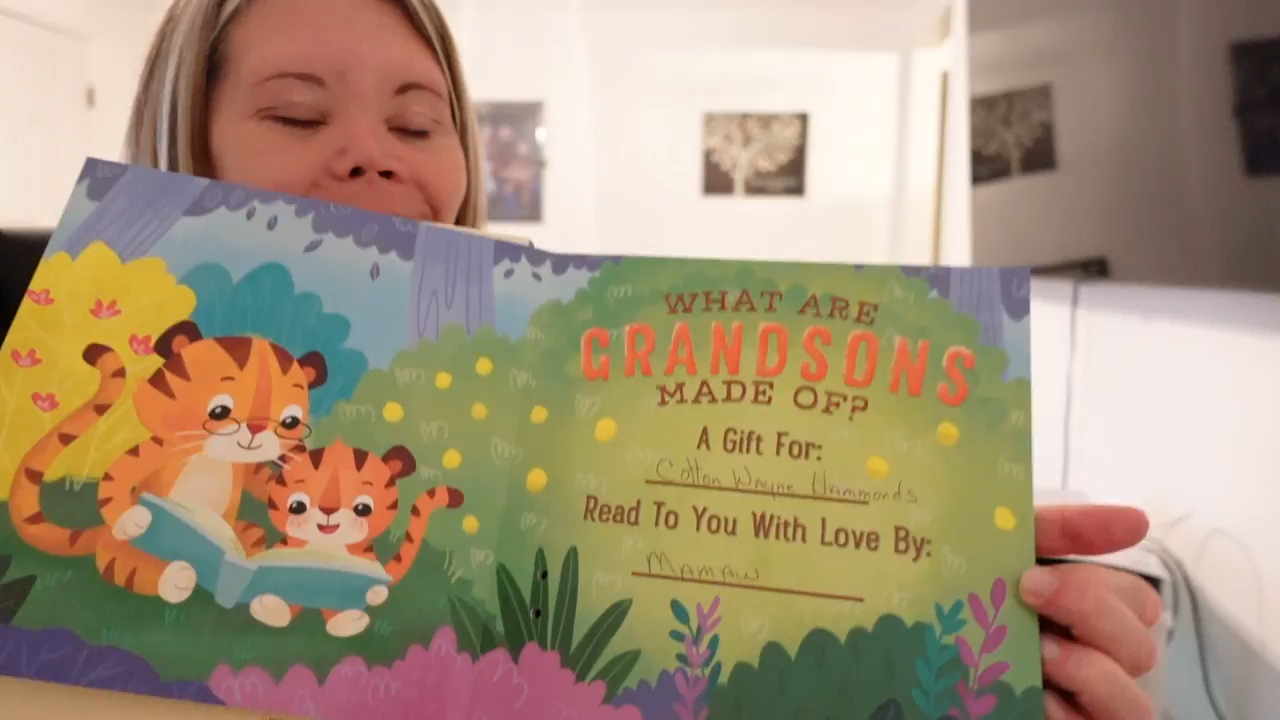 WHAT ARE
GRANDSONS
MADE OF?
A Gift For:
Colton Wayne Hammonds
Read To You With Love By:
Mamaw